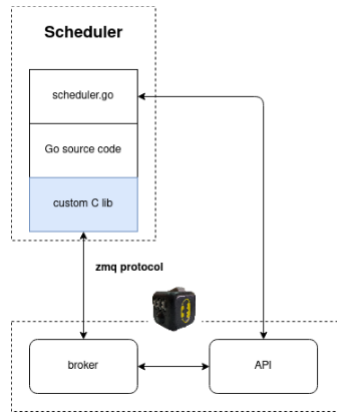 Scheduler
scheduler.go
Go source code
custom C lib
zmq protocol
broker
API